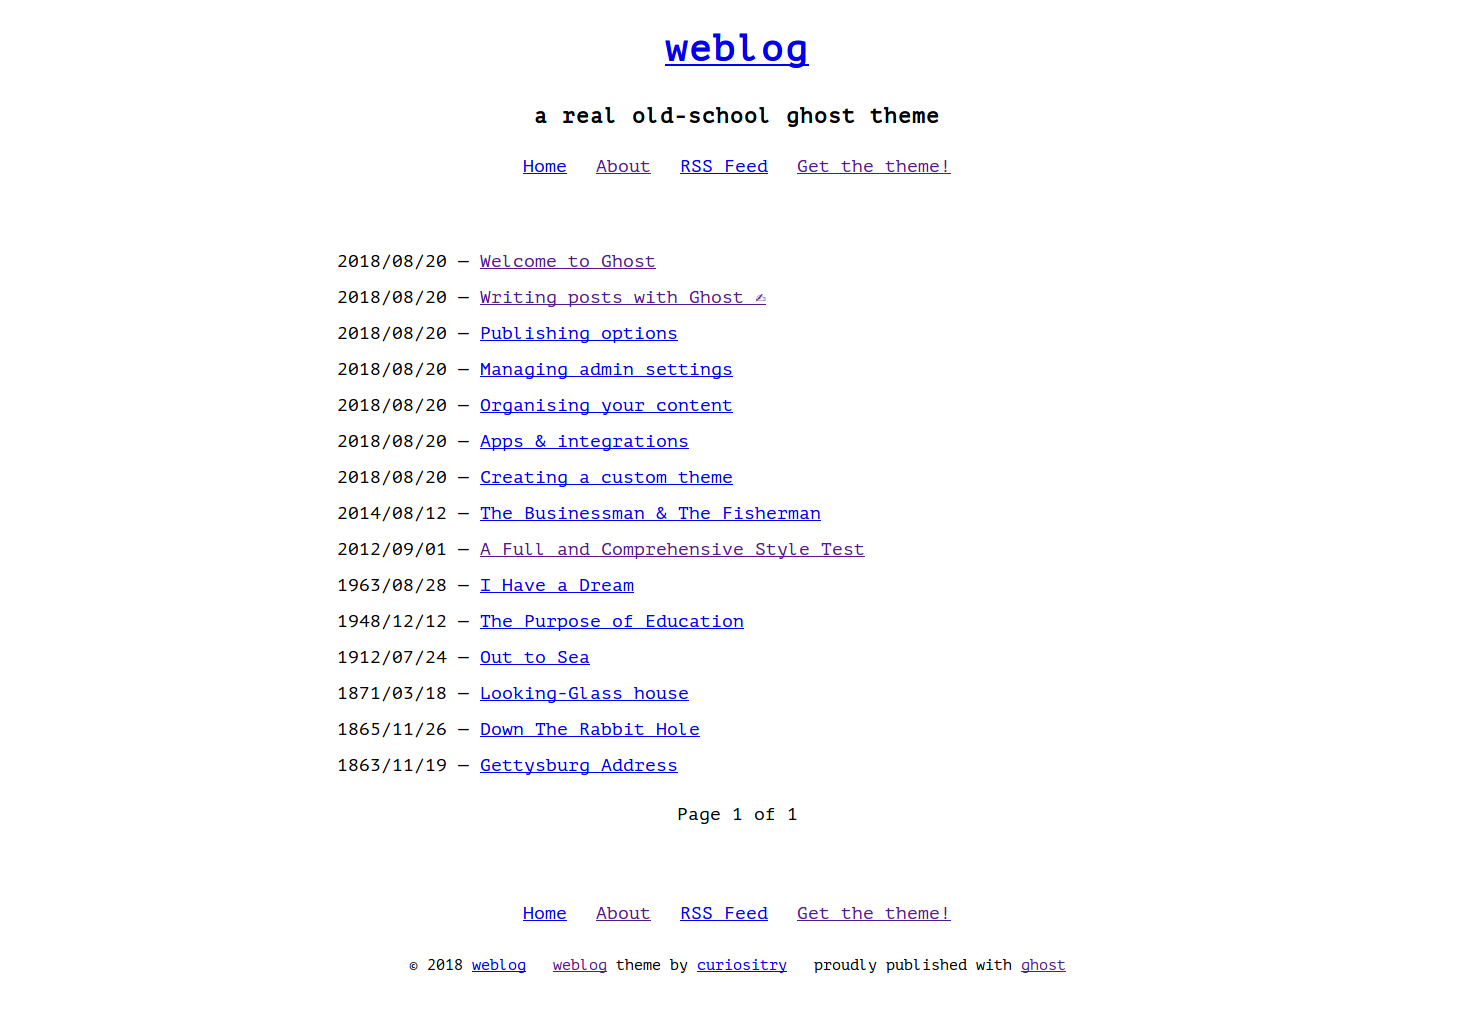 weblog
a real old-school ghost theme
Home About RSS Feed Get the theme!
2018/08/20 — Welcome to Ghost
2018/08/20 — Writing posts with Ghost ✍
2018/08/20 — Publishing options
2018/08/20 — Managing admin settings
2018/08/20 — Organising your content
2018/08/20 — Apps & integrations
2018/08/20 — Creating a custom theme
2014/08/12 — The Businessman & The Fisherman
2012/09/01 — A Full and Comprehensive Style Test
1963/08/28 — I Have a Dream
1948/12/12 — The Purpose of Education
1912/07/24 — Out to Sea
1871/03/18 — Looking-Glass house
1865/11/26 — Down The Rabbit Hole
1863/11/19 — Gettysburg Address
Page 1 of 1
Home About RSS Feed Get the theme!
© 2018 weblog weblog theme by curiositry proudly published with ghost